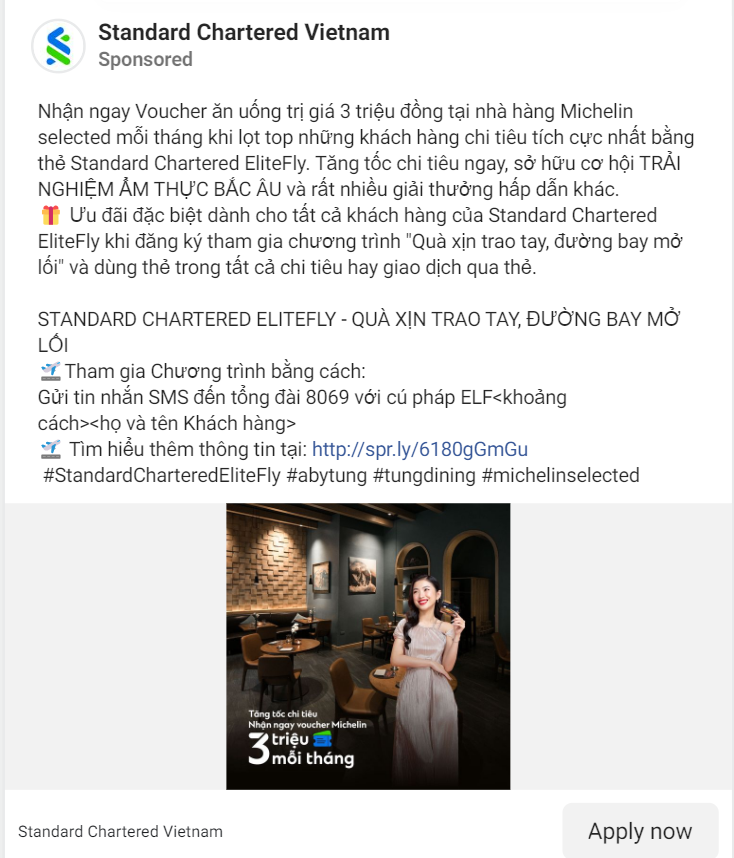 Standard Chartered Vietnam
Sponsored
Nhận ngay Voucher ăn uống trị giá 3 triệu đồng tại nhà hàng Michelin
selected mỗi tháng khi lọt top những khách hàng chi tiêu tích cực nhất bằng
thẻ Standard Chartered EliteFly. Tăng tốc chi tiêu ngay, sở hữu cơ hội TRẢI
NGHIỆM ẨM THỰC BẮC ÂU và rất nhiều giải thưởng hấp dẫn khác.
🎁 Ưu đãi đặc biệt dành cho tất cả khách hàng của Standard Chartered
EliteFly khi đăng ký tham gia chương trình "Quà xịn trao tay, đường bay mở
lối" và dùng thẻ trong tất cả chi tiêu hay giao dịch qua thẻ.
STANDARD CHARTERED ELITEFLY - QUÀ XỊN TRAO TAY, ĐƯỜNG BAY MỞ
LỐI
🛫Tham gia Chương trình bằng cách:
Gửi tin nhắn SMS đến tổng đài 8069 với cú pháp ELF<khoảng
cách><họ và tên Khách hàng>
🛫 Tìm hiểu thêm thông tin tại: http://spr.ly/6180gGmGu
#StandardCharteredEliteFly #abytung #tungdining #michelinselected
Tăng tốc chi tiêu
Nhận ngay voucher Michelin
3 triệu
mỗi tháng
Standard Chartered Vietnam
Apply now